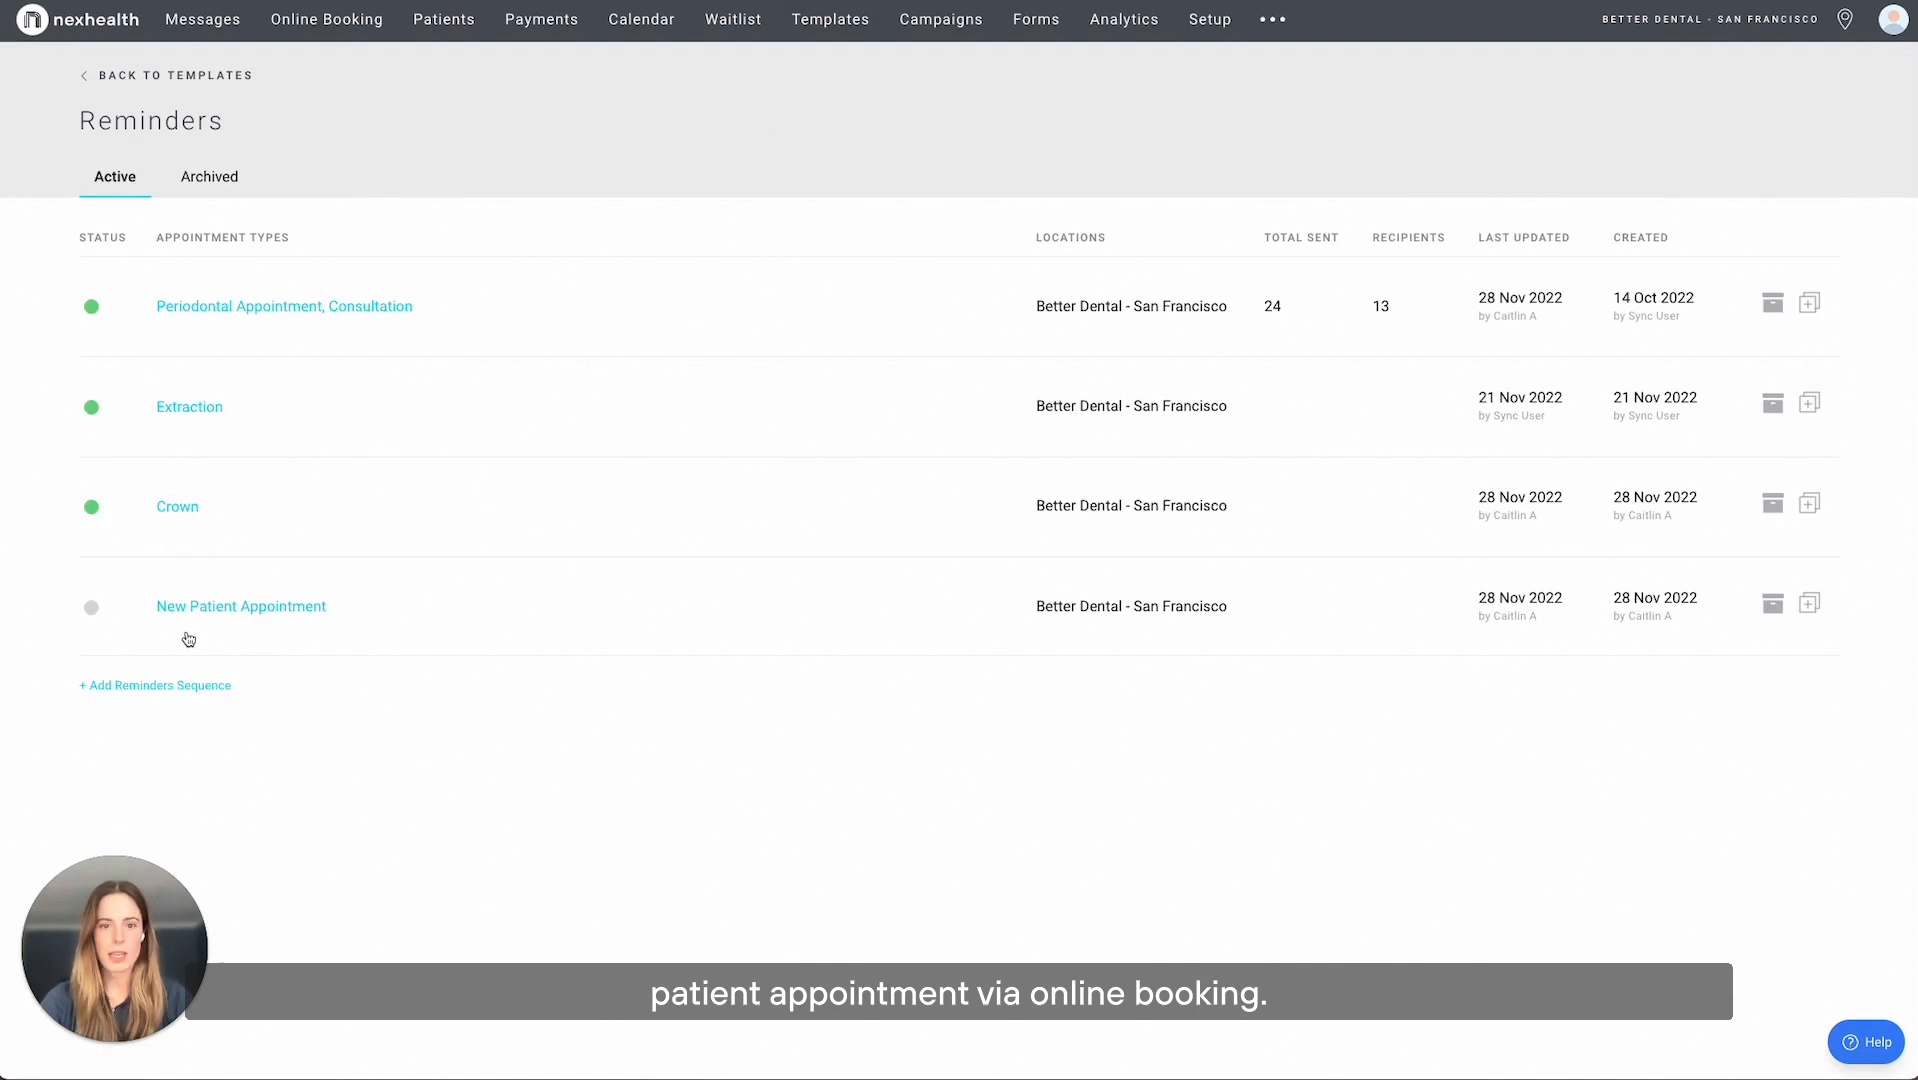 nexhealth Messages Online Booking Patients Payments Calendar Waitlist Templates Campaigns Forms Analytics Setup ••• BETTER DENTAL - SAN FRANCISCO
BACK TO TEMPLATES
Reminders
Active Archived
STATUS APPOINTMENT TYPES LOCATIONS TOTAL SENT RECIPIENTS LAST UPDATED CREATED
Periodontal Appointment, Consultation Better Dental - San Francisco 24 13 28 Nov 2022 14 Oct 2022
by Caitlin A by Sync User
Extraction Better Dental - San Francisco 21 Nov 2022 21 Nov 2022
by Sync User by Sync User
Crown Better Dental - San Francisco 28 Nov 2022 28 Nov 2022
by Caitlin A by Caitlin A
New Patient Appointment Better Dental - San Francisco 28 Nov 2022 28 Nov 2022
by Caitlin A by Caitlin A
+ Add Reminders Sequence
patient appointment via online booking.
Help